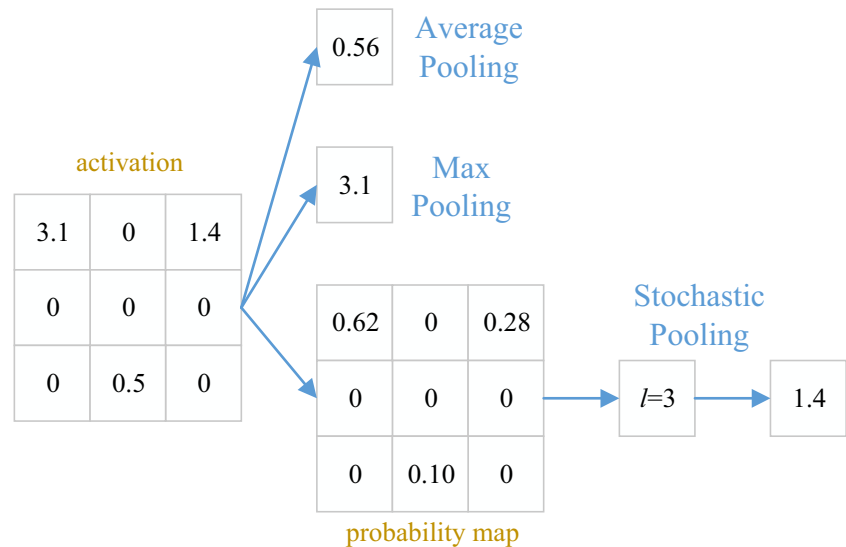 Average
Pooling
0.56
activation
Max
Pooling
3.1
3.1 0 1.4
0 0 0
0 0.5 0
0.62 0 0.28
0 0 0
0 0.10 0
probability map
Stochastic
Pooling
l=3
1.4